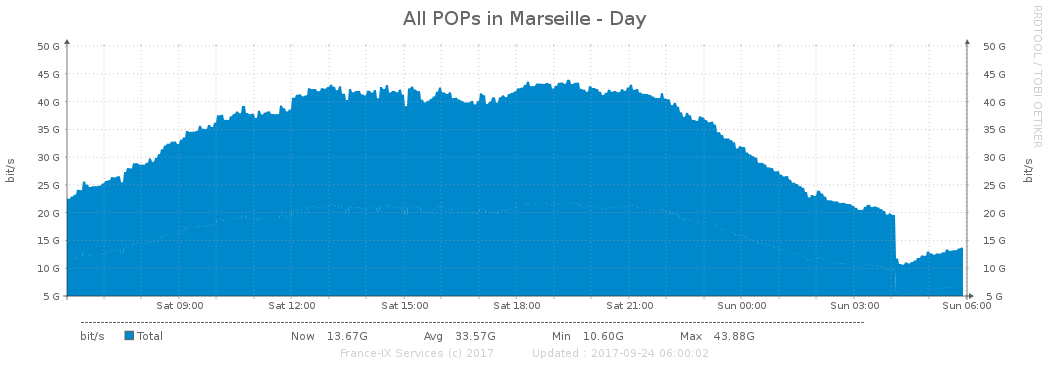 All POPs in Marseille - Day
RRDTOOL / TOBI OETIKER
50 G 50 G
45 G 45 G
40 G 40 G
35 G 35 G
30 G 30 G
25 G 25 G
20 G 20 G
15 G 15 G
10 G 10 G
5 G 5 G
bit/s bit/s
Sat 09:00 Sat 12:00 Sat 15:00 Sat 18:00 Sat 21:00 Sun 00:00 Sun 03:00 Sun 06:00
bit/s Total Now 13.67G Avg 33.57G Min 10.60G Max 43.88G
France-IX Services (c) 2017 Updated : 2017-09-24 06:00:02